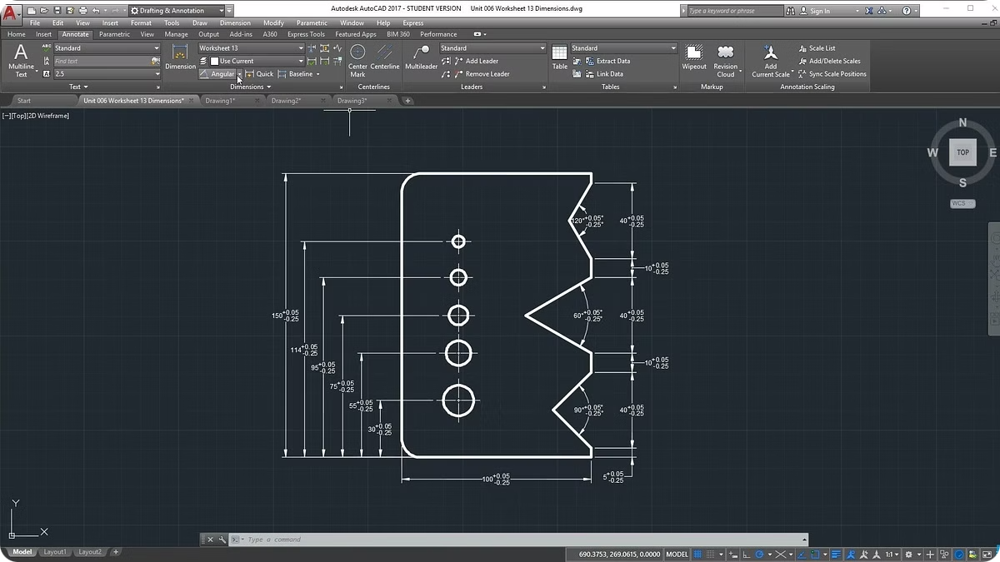 Drafting & Annotation
Autodesk AutoCAD 2017 - STUDENT VERSION Unit 006 Worksheet 13 Dimensions.dwg
Type a keyword or phrase
Sign In
File Edit View Insert Format Tools Draw Dimension Modify Parametric Window Help Express
Home Insert Annotate Parametric View Manage Output Add-ins A360 Express Tools Featured Apps BIM 360 Performance
Multiline
Text
Standard
Find text
2.5
Text
Dimension
Worksheet 13
Use Current
Angular
Quick
Baseline
Dimensions
Center
Mark
Centerline
Centerlines
Multileader
Standard
Add Leader
Remove Leader
Leaders
Table
Standard
Extract Data
Link Data
Tables
Wipeout
Revision
Cloud
Markup
Add
Current Scale
Scale List
Add/Delete Scales
Sync Scale Positions
Annotation Scaling
Start
Unit 006 Worksheet 13 Dimensions*
Drawing1*
Drawing2*
Drawing3*
[−][Top][2D Wireframe]
N
W TOP E
S
WCS
120°+0.05°
-0.25°
40+0.05
-0.25
10+0.05
-0.25
150+0.05
-0.25
60°+0.05°
-0.25°
40+0.05
-0.25
114+0.05
-0.25
95+0.05
-0.25
10+0.05
-0.25
75+0.05
-0.25
55+0.05
-0.25
90°+0.05°
-0.25°
40+0.05
-0.25
30+0.05
-0.25
100+0.05
-0.25
5+0.05
-0.25
Y
X
Type a command
Model Layout1 Layout2
690.3753, 269.0615, 0.0000 MODEL
1:1